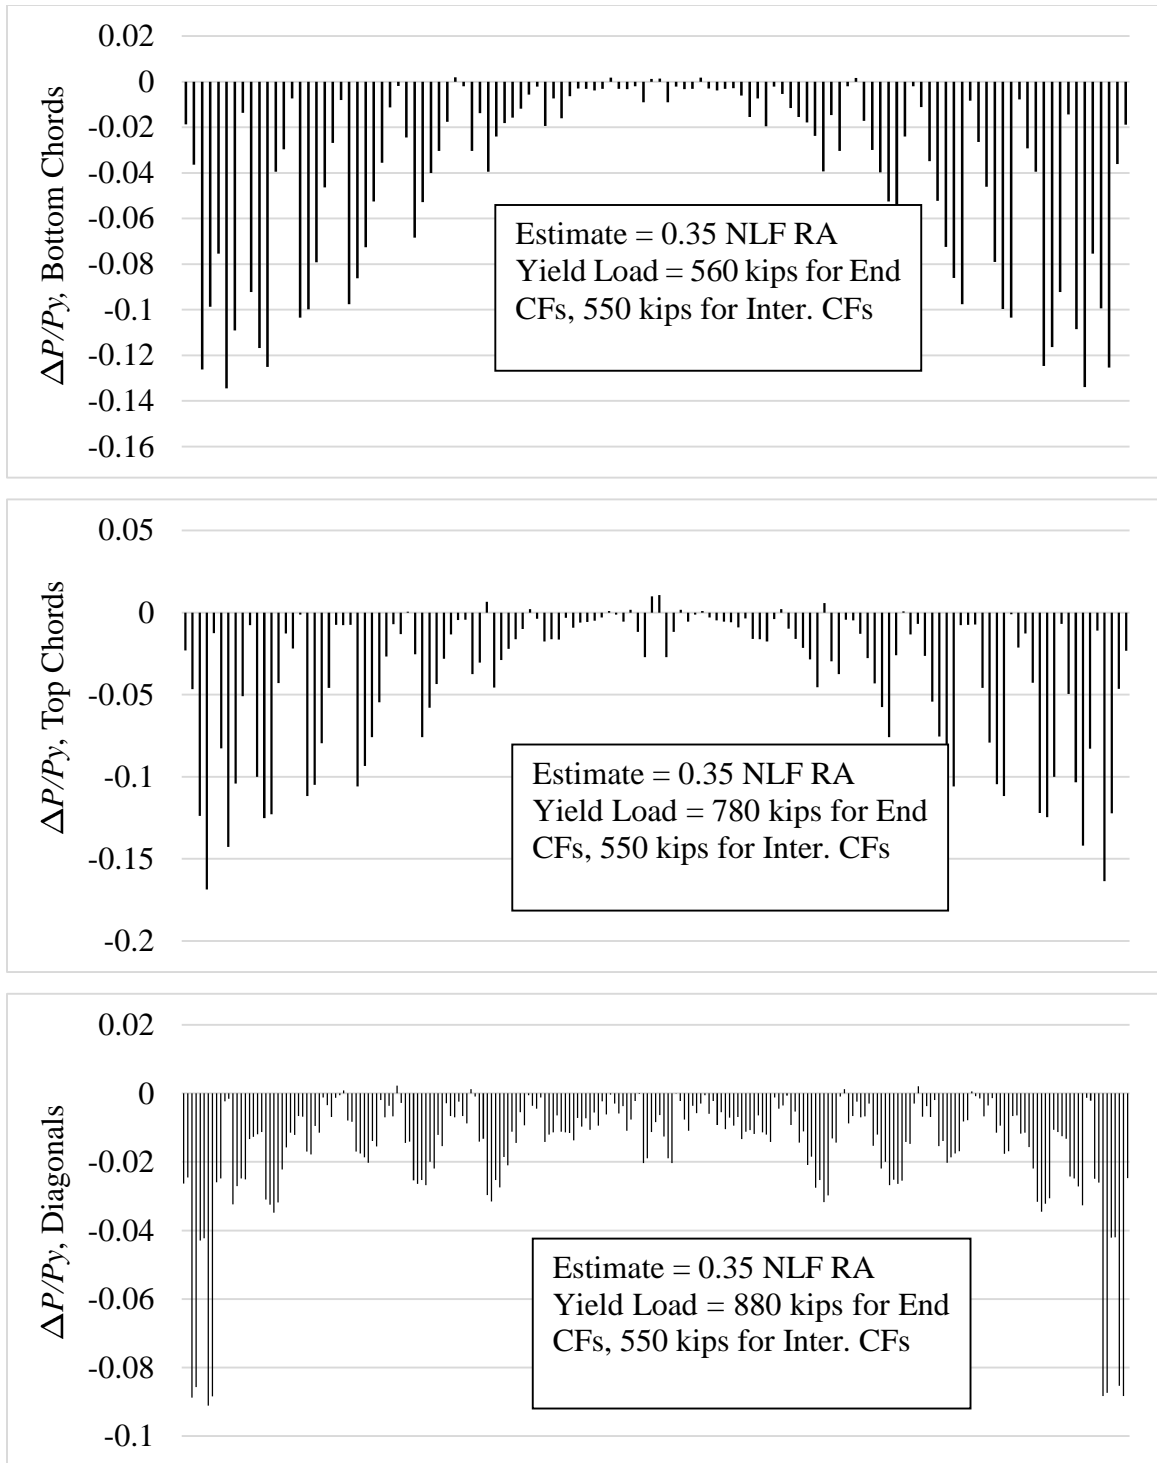 0.02
0
-0.02
-0.04
-0.06
-0.08
-0.1
-0.12
-0.14
-0.16
ΔP/Py, Bottom Chords
Estimate = 0.35 NLF RA
Yield Load = 560 kips for End
CFs, 550 kips for Inter. CFs
0.05
0
-0.05
-0.1
-0.15
-0.2
ΔP/Py, Top Chords
Estimate = 0.35 NLF RA
Yield Load = 780 kips for End
CFs, 550 kips for Inter. CFs
0.02
0
-0.02
-0.04
-0.06
-0.08
-0.1
ΔP/Py, Diagonals
Estimate = 0.35 NLF RA
Yield Load = 880 kips for End
CFs, 550 kips for Inter. CFs